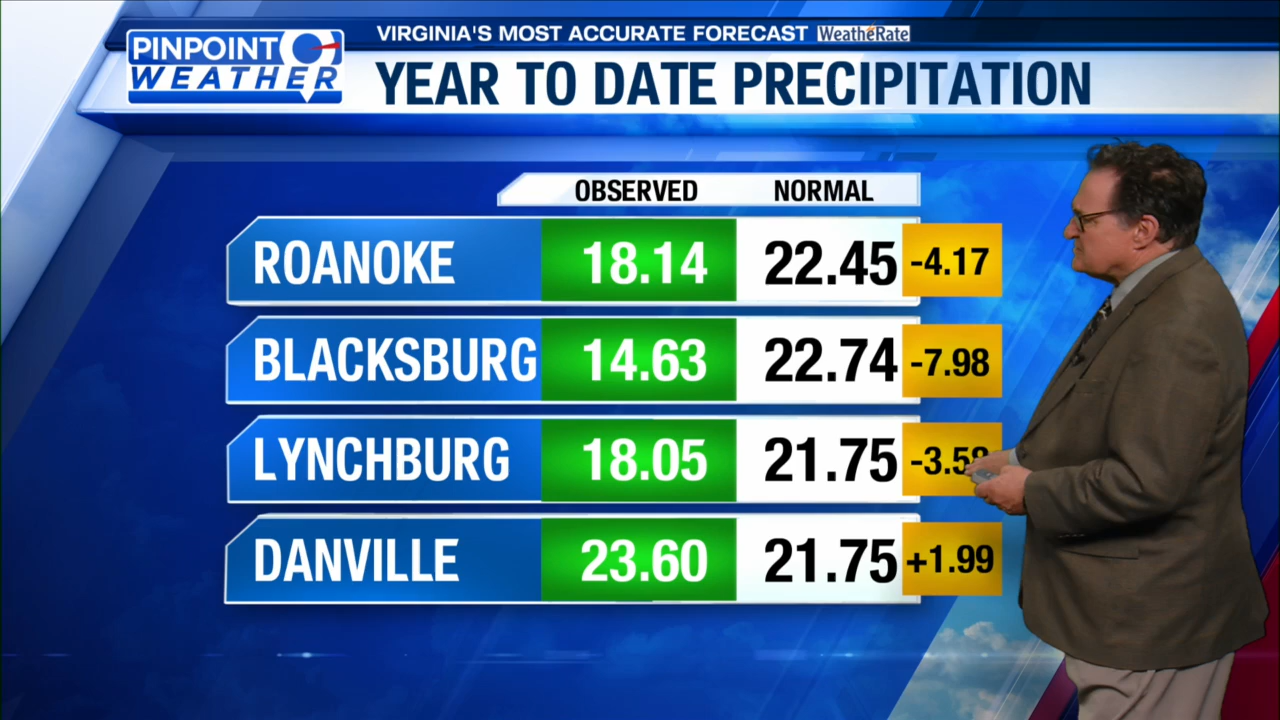 VIRGINIA'S MOST ACCURATE FORECAST WeatheRate
PINPOINT WEATHER
YEAR TO DATE PRECIPITATION
OBSERVED NORMAL
ROANOKE 18.14 22.45 -4.17
BLACKSBURG 14.63 22.74 -7.98
LYNCHBURG 18.05 21.75
DANVILLE 23.60 21.75 +1.99